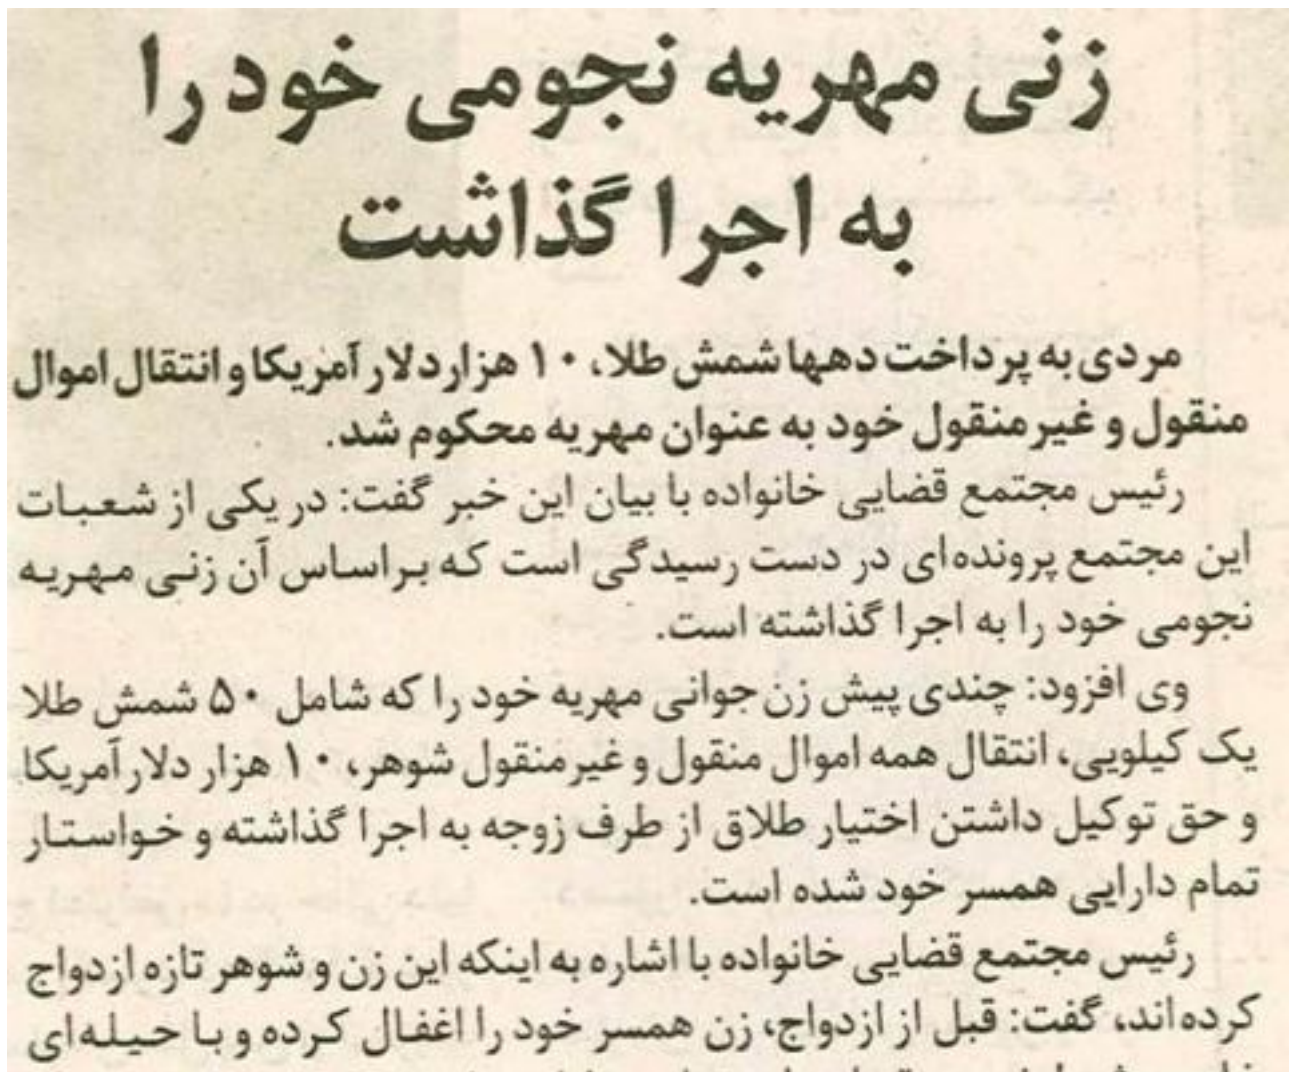 زنی مهریه نجومی خود را
به اجرا گذاشت
مردی به پرداخت دهها شمش طلا، ۱۰ هزار دلار آمریکا و انتقال اموال
منقول و غیرمنقول خود به عنوان مهریه محکوم شد.
رئیس مجتمع قضایی خانواده با بیان این خبر گفت: در یکی از شعبات
این مجتمع پرونده‌ای در دست رسیدگی است که براساس آن زنی مهریه
نجومی خود را به اجرا گذاشته است.
وی افزود: چندی پیش زن جوانی مهریه خود را که شامل ۵۰ شمش طلا
یک کیلویی، انتقال همه اموال منقول و غیرمنقول شوهر، ۱۰ هزار دلار آمریکا
و حق توکیل داشتن اختیار طلاق از طرف زوجه به اجرا گذاشته و خواستار
تمام دارایی همسر خود شده است.
رئیس مجتمع قضایی خانواده با اشاره به اینکه این زن و شوهر تازه ازدواج
کرده‌اند، گفت: قبل از ازدواج، زن همسر خود را اغفال کرده و با حیله‌ای